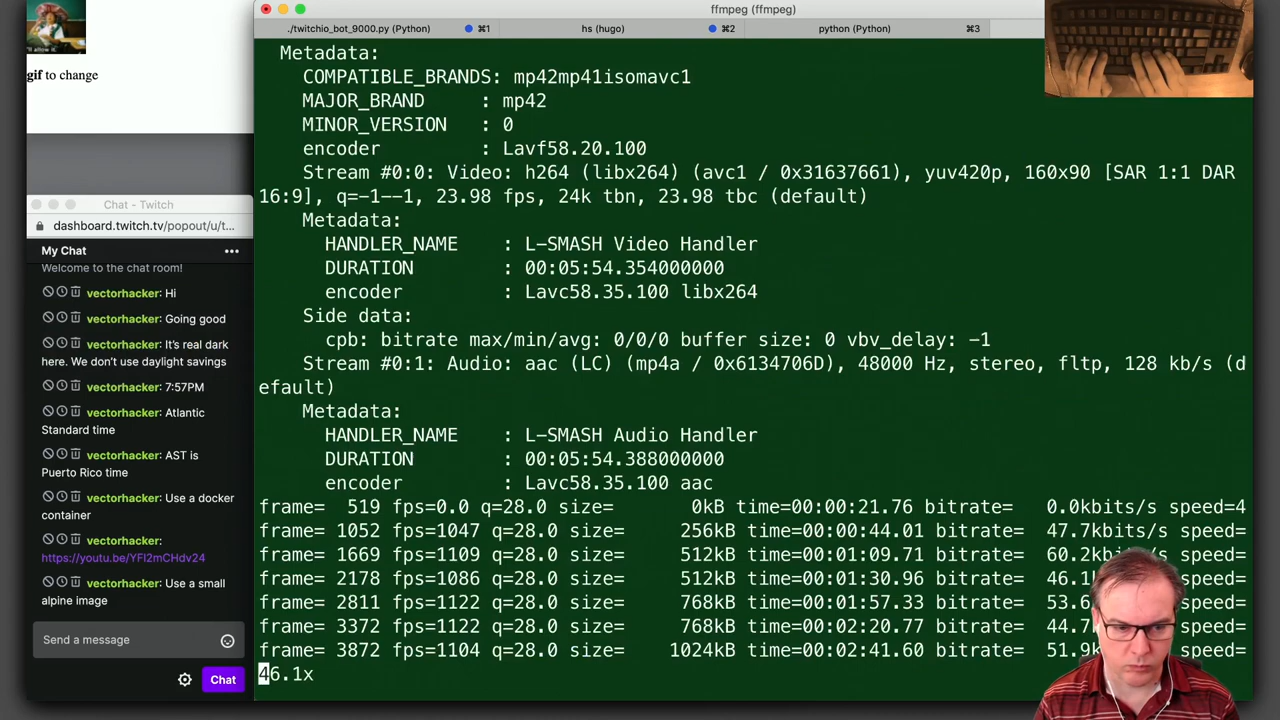 'll allow it.
gif to change
Chat - Twitch
dashboard.twitch.tv/popout/u/t...
My Chat
Welcome to the chat room!
vectorhacker: Hi
vectorhacker: Going good
vectorhacker: It's real dark
here. We don't use daylight savings
vectorhacker: 7:57PM
vectorhacker: Atlantic
Standard time
vectorhacker: AST is
Puerto Rico time
vectorhacker: Use a docker
container
vectorhacker:
https://youtu.be/YFl2mCHdv24
vectorhacker: Use a small
alpine image
Send a message
Chat
ffmpeg (ffmpeg)
./twitchio_bot_9000.py (Python) ⌘1
hs (hugo) ⌘2
python (Python) ⌘3
Metadata:
COMPATIBLE_BRANDS: mp42mp41isomavc1
MAJOR_BRAND : mp42
MINOR_VERSION : 0
encoder : Lavf58.20.100
Stream #0:0: Video: h264 (libx264) (avc1 / 0x31637661), yuv420p, 160x90 [SAR 1:1 DAR
16:9], q=-1--1, 23.98 fps, 24k tbn, 23.98 tbc (default)
Metadata:
HANDLER_NAME : L-SMASH Video Handler
DURATION : 00:05:54.354000000
encoder : Lavc58.35.100 libx264
Side data:
cpb: bitrate max/min/avg: 0/0/0 buffer size: 0 vbv_delay: -1
Stream #0:1: Audio: aac (LC) (mp4a / 0x6134706D), 48000 Hz, stereo, fltp, 128 kb/s (d
efault)
Metadata:
HANDLER_NAME : L-SMASH Audio Handler
DURATION : 00:05:54.388000000
encoder : Lavc58.35.100 aac
frame= 519 fps=0.0 q=28.0 size= 0kB time=00:00:21.76 bitrate= 0.0kbits/s speed=4
frame= 1052 fps=1047 q=28.0 size= 256kB time=00:00:44.01 bitrate= 47.7kbits/s speed=
frame= 1669 fps=1109 q=28.0 size= 512kB time=00:01:09.71 bitrate= 60.2kbits/s speed=
frame= 2178 fps=1086 q=28.0 size= 512kB time=00:01:30.96 bitrate= 46.1 speed=
frame= 2811 fps=1122 q=28.0 size= 768kB time=00:01:57.33 bitrate= 53.6 speed=
frame= 3372 fps=1122 q=28.0 size= 768kB time=00:02:20.77 bitrate= 44.7 speed=
frame= 3872 fps=1104 q=28.0 size= 1024kB time=00:02:41.60 bitrate= 51.9 speed=
46.1x